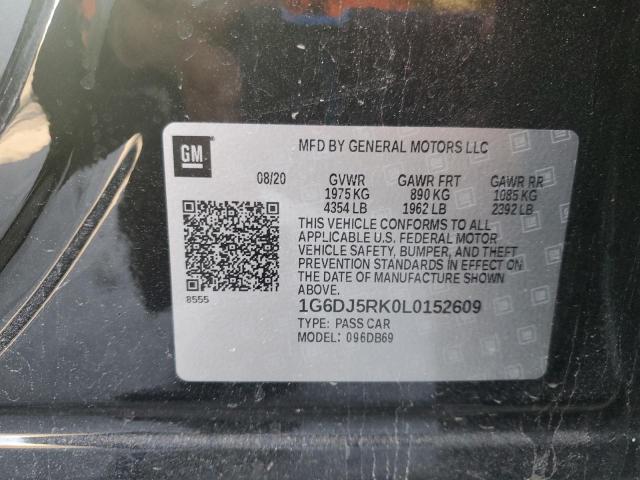 GM
MFD BY GENERAL MOTORS LLC
08/20 GVWR GAWR FRT GAWR RR
1975 KG 890 KG 1085 KG
4354 LB 1962 LB 2392 LB
THIS VEHICLE CONFORMS TO ALL
APPLICABLE U.S. FEDERAL MOTOR
VEHICLE SAFETY, BUMPER, AND THEFT
PREVENTION STANDARDS IN EFFECT ON
THE DATE OF MANUFACTURE SHOWN
ABOVE.
8555
1G6DJ5RK0L0152609
TYPE: PASS CAR
MODEL: 096DB69